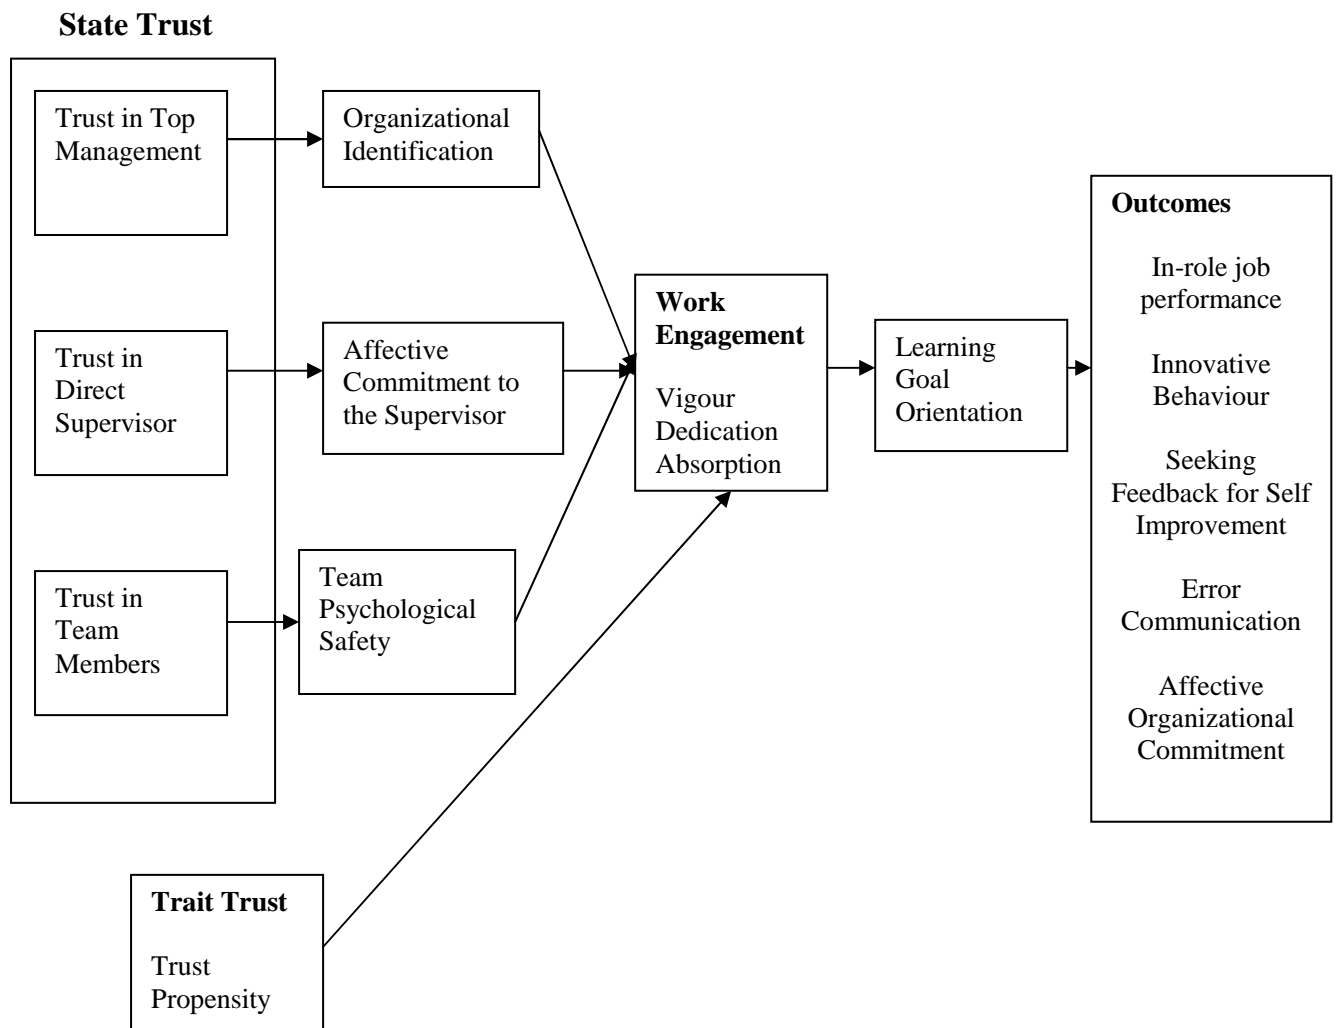 State Trust
Trust in Top
Management
Organizational
Identification
Trust in
Direct
Supervisor
Affective
Commitment to
the Supervisor
Trust in
Team
Members
Team
Psychological
Safety
Trait Trust
Trust
Propensity
Work
Engagement
Vigour
Dedication
Absorption
Learning
Goal
Orientation
Outcomes
In-role job
performance
Innovative
Behaviour
Seeking
Feedback for Self
Improvement
Error
Communication
Affective
Organizational
Commitment